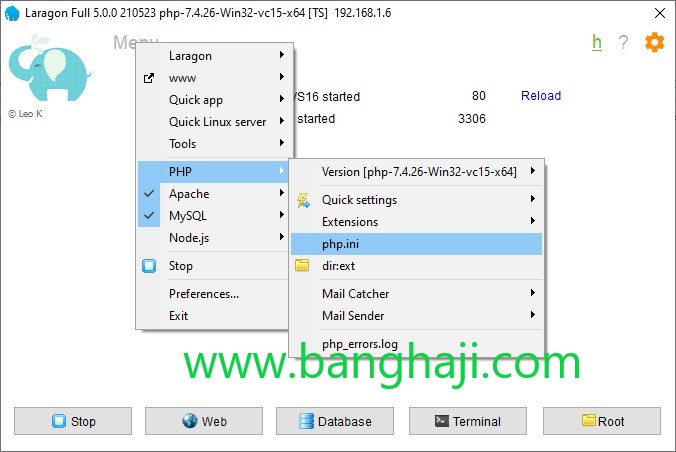 Laragon Full 5.0.0 210523 php-7.4.26-Win32-vc15-x64 [TS] 192.168.1.6
Menu
h ?
© Leo K
/S16 started 80 Reload
started 3306
Laragon
www
Quick app
Quick Linux server
Tools
PHP
Apache
MySQL
Node.js
Stop
Preferences...
Exit
Version [php-7.4.26-Win32-vc15-x64]
Quick settings
Extensions
php.ini
dir:ext
Mail Catcher
Mail Sender
php_errors.log
www.banghaji.com
Stop Web Database Terminal Root